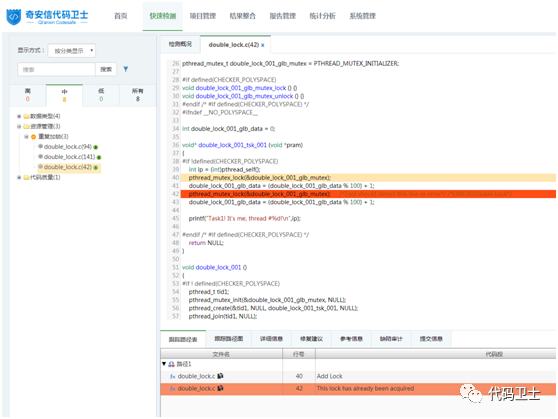 奇安信代码卫士
Qi'anxin Codesafe
首页
快速检测
项目管理
结果整合
报告管理
统计分析
系统管理
显示方式：
按分类显示
搜索
搜索
高
0
中
8
低
0
所有
8
数据类型(4)
资源管理(3)
重复加锁(3)
double_lock.c(94)
double_lock.c(141)
double_lock.c(42)
代码质量(1)
检测概况
double_lock.c(42) x
26 pthread_mutex_t double_lock_001_glb_mutex = PTHREAD_MUTEX_INITIALIZER;
27
28 #if defined(CHECKER_POLYSPACE)
29 void double_lock_001_glb_mutex_lock () {}
30 void double_lock_001_glb_mutex_unlock () {}
31 #endif /* #if defined(CHECKER_POLYSPACE) */
32 #ifndef __NO_POLYSPACE__
33
34 int double_lock_001_glb_data = 0;
35
36 void* double_lock_001_tsk_001 (void *pram)
37 {
38 #if !defined(CHECKER_POLYSPACE)
39 int ip = (int)pthread_self();
40 pthread_mutex_lock(&double_lock_001_glb_mutex);
41 double_lock_001_glb_data = (double_lock_001_glb_data % 100) + 1;
42 pthread_mutex_lock(&double_lock_001_glb_mutex);
43 double_lock_001_glb_data = (double_lock_001_glb_data % 100) + 1;
44
45 printf("Task1! It's me, thread #%d!\n",ip);
46
47 #endif /* #if defined(CHECKER_POLYSPACE) */
48 return NULL;
49 }
50
51 void double_lock_001 ()
52 {
53 #if ! defined(CHECKER_POLYSPACE)
54 pthread_t tid1;
55 pthread_mutex_init(&double_lock_001_glb_mutex, NULL);
56 pthread_create(&tid1, NULL, double_lock_001_tsk_001, NULL);
57 pthread_join(tid1, NULL);
跟踪路径表
跟踪路径图
详细信息
修复建议
参考信息
缺陷审计
提交信息
文件名
行号
代码段
路径1
double_lock.c
40
Add Lock
double_lock.c
42
This lock has already been acquired
代码卫士